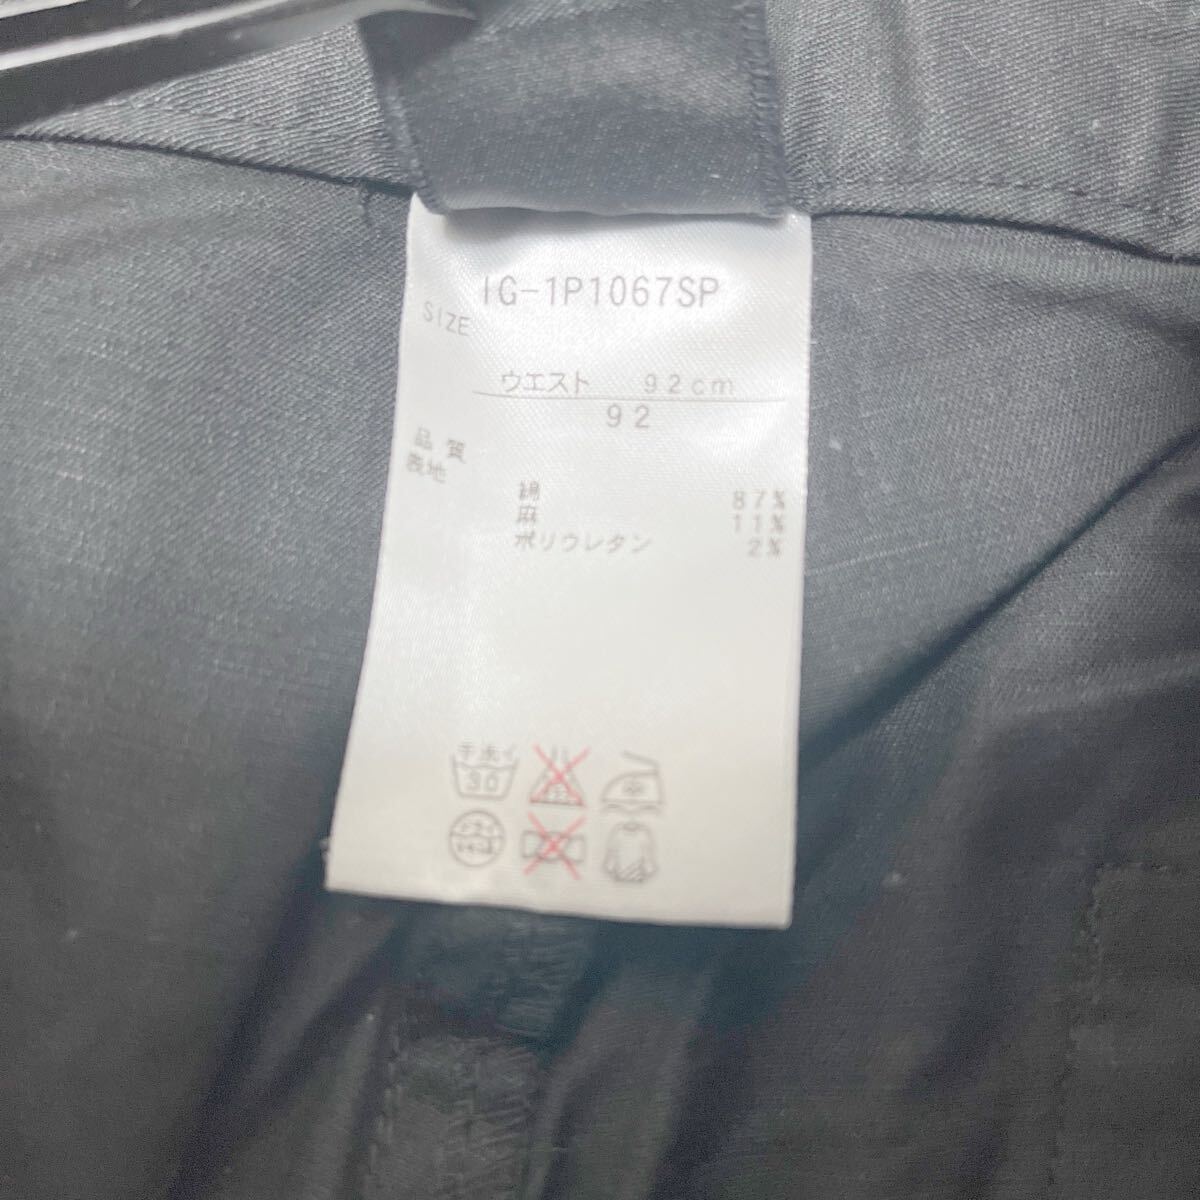 IG-1P1067SP
SIZE
ウエスト 92cm
92
品質
表地
綿 87%
麻 11%
ポリウレタン 2%
手洗イ
30